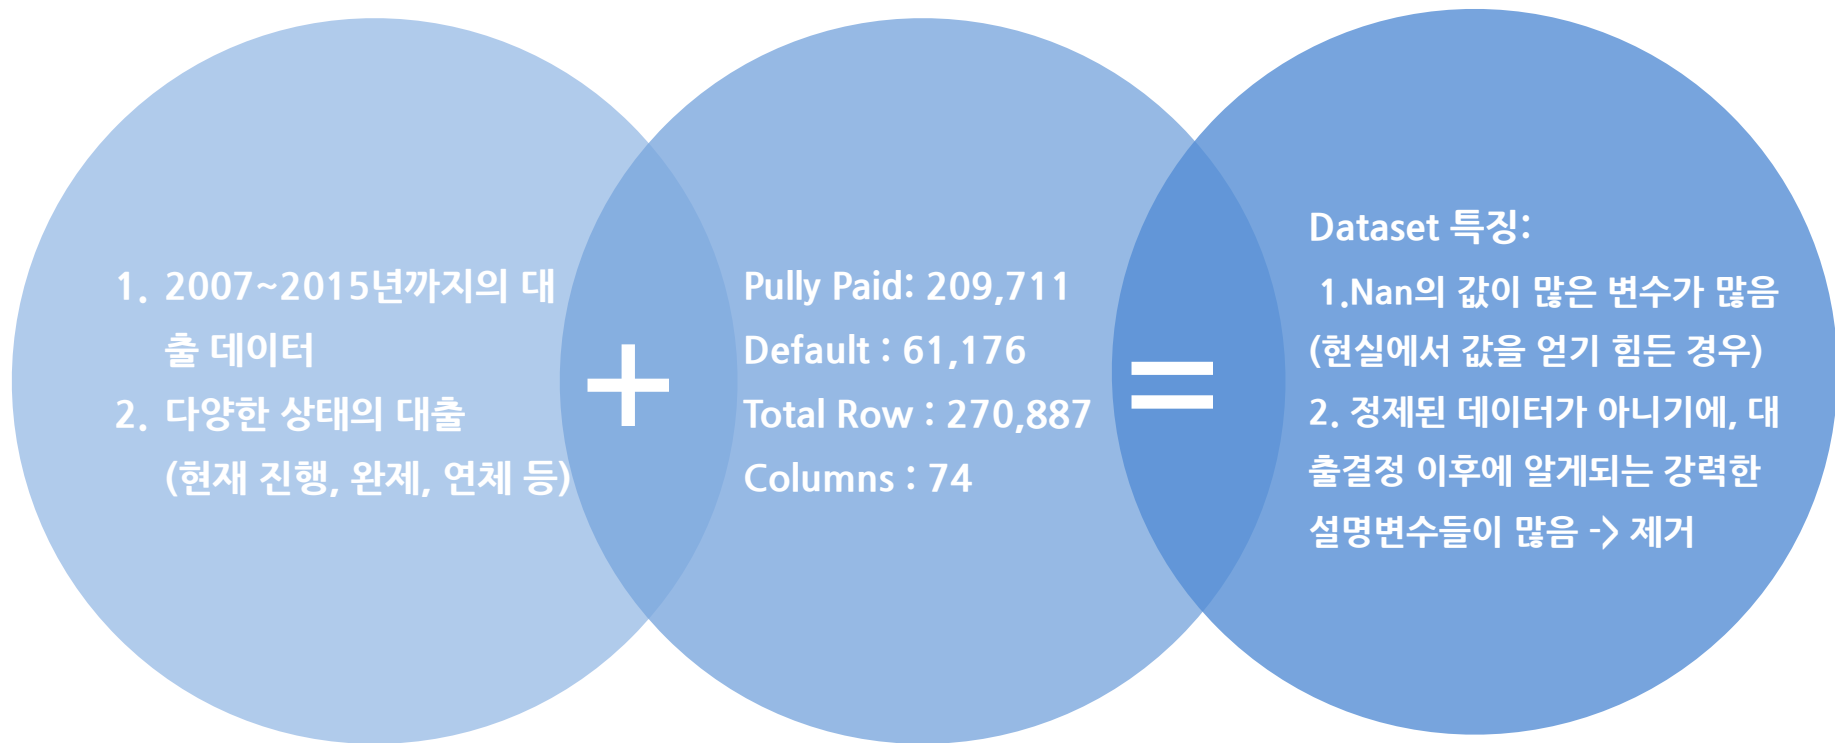 1. 2007~2015년까지의 대
출 데이터
2. 다양한 상태의 대출
(현재 진행, 완제, 연체 등)
+
Pully Paid: 209,711
Default : 61,176
Total Row : 270,887
Columns : 74
=
Dataset 특징:
1.Nan의 값이 많은 변수가 많음
(현실에서 값을 얻기 힘든 경우)
2. 정제된 데이터가 아니기에, 대
출결정 이후에 알게되는 강력한
설명변수들이 많음 -> 제거